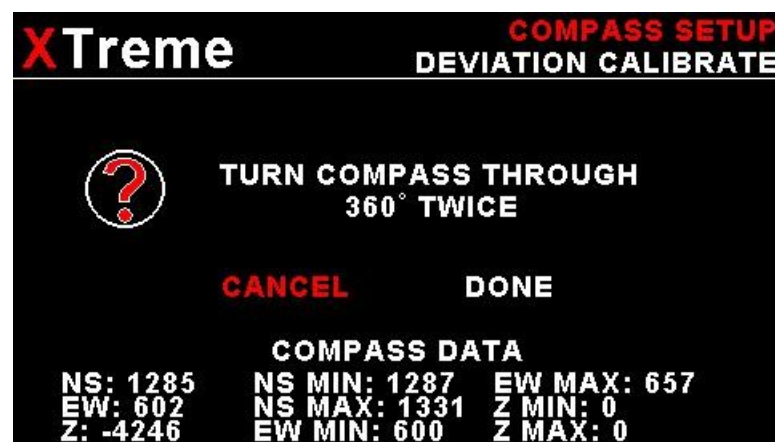 XTreme
COMPASS SETUP
DEVIATION CALIBRATE
?
TURN COMPASS THROUGH
360° TWICE
CANCEL DONE
COMPASS DATA
NS: 1285 NS MIN: 1287 EW MAX: 657
EW: 602 NS MAX: 1331 Z MIN: 0
Z: -4246 EW MIN: 600 Z MAX: 0